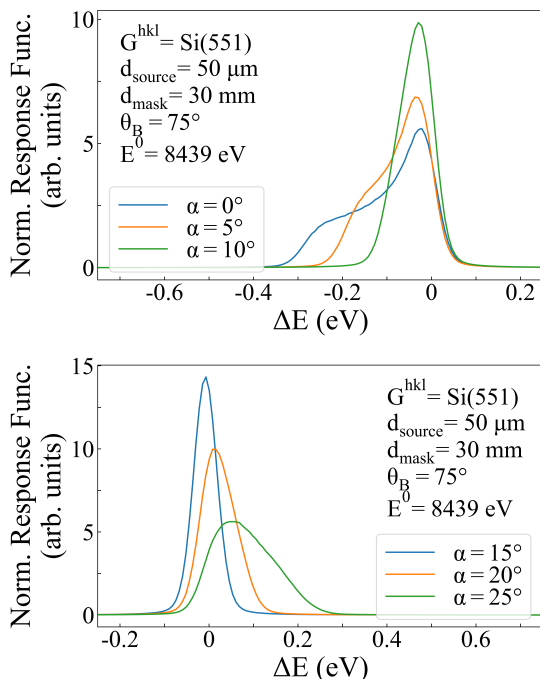 Norm. Response Func.
(arb. units)
10
5
0
G^hkl = Si(551)
d_source = 50 μm
d_mask = 30 mm
θ_B = 75°
E^0 = 8439 eV
α = 0°
α = 5°
α = 10°
-0.6 -0.4 -0.2 0 0.2
ΔE (eV)
Norm. Response Func.
(arb. units)
15
10
5
0
G^hkl = Si(551)
d_source = 50 μm
d_mask = 30 mm
θ_B = 75°
E^0 = 8439 eV
α = 15°
α = 20°
α = 25°
-0.2 0 0.2 0.4 0.6
ΔE (eV)